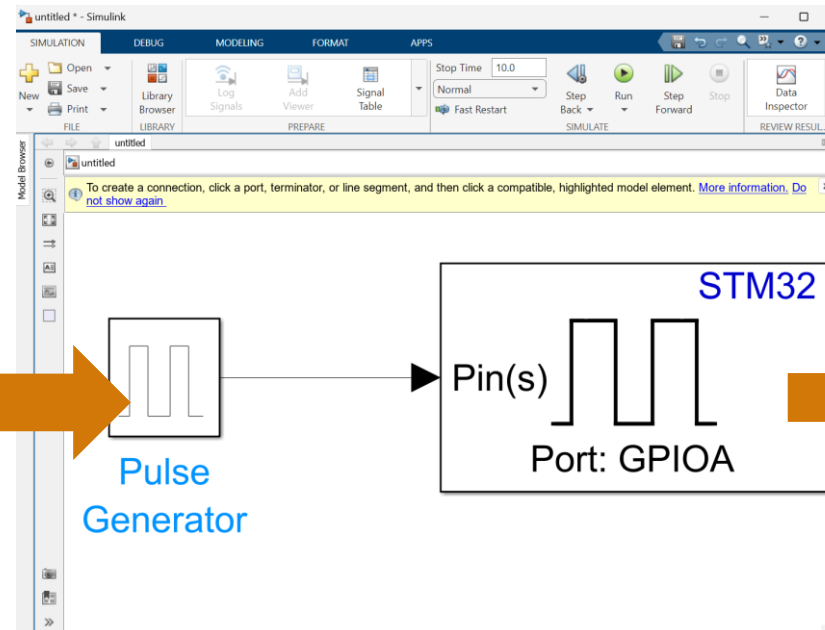 untitled * - Simulink
SIMULATION DEBUG MODELING FORMAT APPS
New
Open
Save
Print
FILE
Library Browser
LIBRARY
Log Signals
Add Viewer
Signal Table
PREPARE
Stop Time 10.0
Normal
Fast Restart
Step Back
Run
Step Forward
Stop
SIMULATE
Data Inspector
REVIEW RESUL..
Model Browser
untitled
untitled
To create a connection, click a port, terminator, or line segment, and then click a compatible, highlighted model element. More information. Do
not show again
STM32
Pin(s)
Port: GPIOA
Pulse
Generator